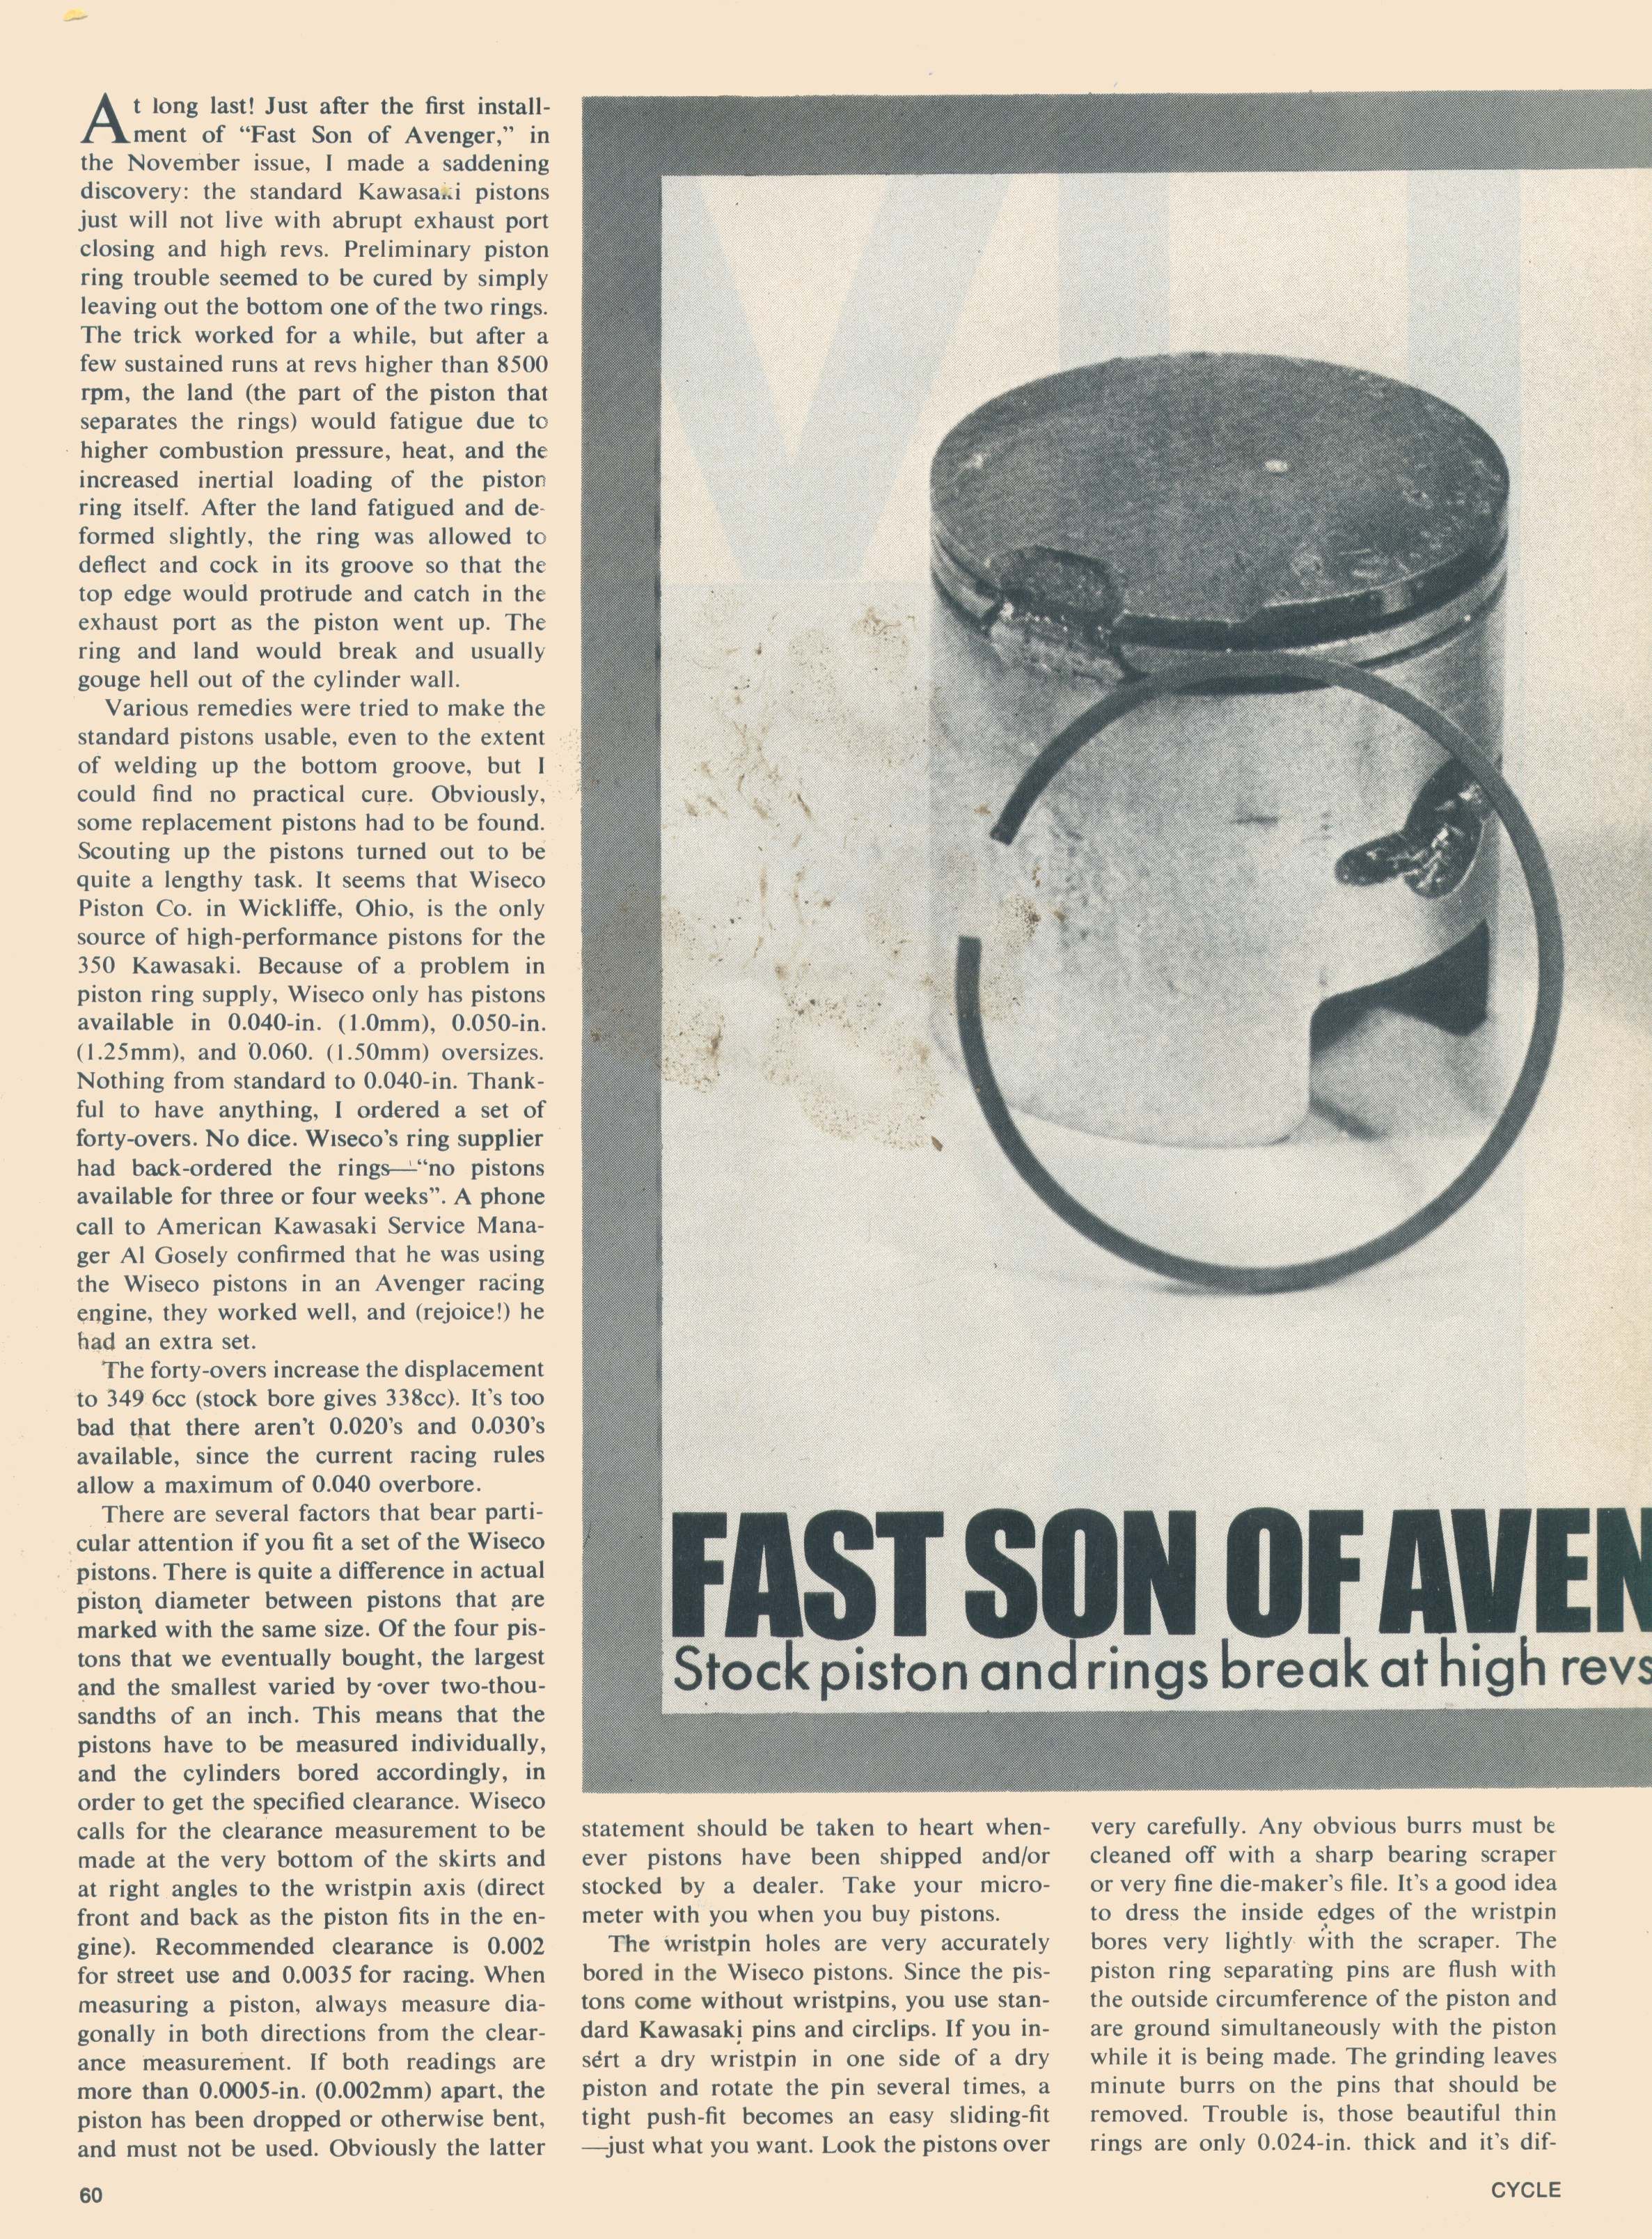 At long last! Just after the first install-
ment of “Fast Son of Avenger,” in
the November issue, I made a saddening
discovery: the standard Kawasaki pistons
just will not live with abrupt exhaust port
closing and high revs. Preliminary piston
ring trouble seemed to be cured by simply
leaving out the bottom one of the two rings.
The trick worked for a while, but after a
few sustained runs at revs higher than 8500
rpm, the land (the part of the piston that
separates the rings) would fatigue due to
higher combustion pressure, heat, and the
increased inertial loading of the piston
ring itself. After the land fatigued and de-
formed slightly, the ring was allowed to
deflect and cock in its groove so that the
top edge would protrude and catch in the
exhaust port as the piston went up. The
ring and land would break and usually
gouge hell out of the cylinder wall.
Various remedies were tried to make the
standard pistons usable, even to the extent
of welding up the bottom groove, but I
could find no practical cure. Obviously,
some replacement pistons had to be found.
Scouting up the pistons turned out to be
quite a lengthy task. It seems that Wiseco
Piston Co. in Wickliffe, Ohio, is the only
source of high-performance pistons for the
350 Kawasaki. Because of a problem in
piston ring supply, Wiseco only has pistons
available in 0.040-in. (1.0mm), 0.050-in.
(1.25mm), and 0.060. (1.50mm) oversizes.
Nothing from standard to 0.040-in. Thank-
ful to have anything, I ordered a set of
forty-overs. No dice. Wiseco’s ring supplier
had back-ordered the rings—“no pistons
available for three or four weeks”. A phone
call to American Kawasaki Service Mana-
ger Al Gosely confirmed that he was using
the Wiseco pistons in an Avenger racing
engine, they worked well, and (rejoice!) he
had an extra set.
The forty-overs increase the displacement
to 349 6cc (stock bore gives 338cc). It’s too
bad that there aren’t 0.020’s and 0.030’s
available, since the current racing rules
allow a maximum of 0.040 overbore.
There are several factors that bear parti-
cular attention if you fit a set of the Wiseco
pistons. There is quite a difference in actual
piston diameter between pistons that are
marked with the same size. Of the four pis-
tons that we eventually bought, the largest
and the smallest varied by over two-thou-
sandths of an inch. This means that the
pistons have to be measured individually,
and the cylinders bored accordingly, in
order to get the specified clearance. Wiseco
calls for the clearance measurement to be
made at the very bottom of the skirts and
at right angles to the wristpin axis (direct
front and back as the piston fits in the en-
gine). Recommended clearance is 0.002
for street use and 0.0035 for racing. When
measuring a piston, always measure dia-
gonally in both directions from the clear-
ance measurement. If both readings are
more than 0.0005-in. (0.002mm) apart, the
piston has been dropped or otherwise bent,
and must not be used. Obviously the latter
FAST SON OF AVEN
Stock piston and rings break at high revs
statement should be taken to heart when-
ever pistons have been shipped and/or
stocked by a dealer. Take your micro-
meter with you when you buy pistons.
The wristpin holes are very accurately
bored in the Wiseco pistons. Since the pis-
tons come without wristpins, you use stan-
dard Kawasaki pins and circlips. If you in-
sert a dry wristpin in one side of a dry
piston and rotate the pin several times, a
tight push-fit becomes an easy sliding-fit
—just what you want. Look the pistons over
very carefully. Any obvious burrs must be
cleaned off with a sharp bearing scraper
or very fine die-maker’s file. It’s a good idea
to dress the inside edges of the wristpin
bores very lightly with the scraper. The
piston ring separating pins are flush with
the outside circumference of the piston and
are ground simultaneously with the piston
while it is being made. The grinding leaves
minute burrs on the pins that should be
removed. Trouble is, those beautiful thin
rings are only 0.024-in. thick and it’s dif-
60
CYCLE